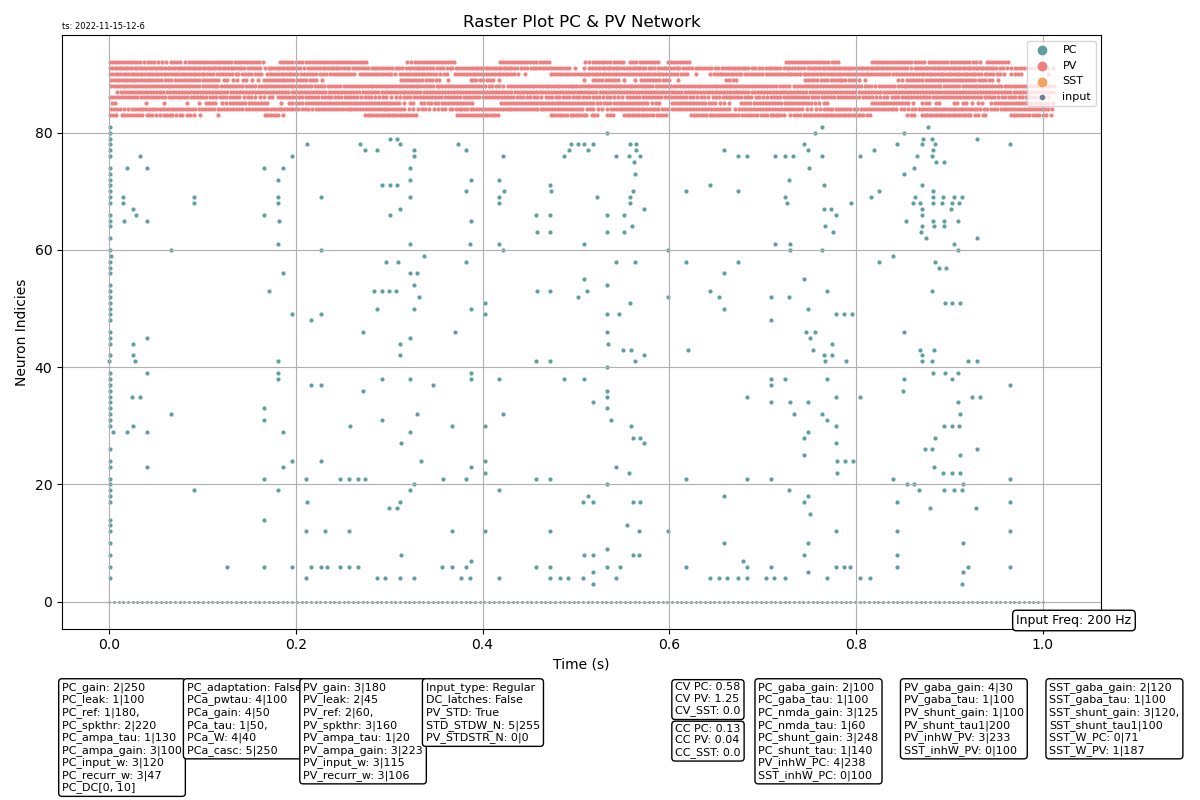 ts: 2022-11-15-12-6
Raster Plot PC & PV Network
PC
PV
SST
input
Neuron Indicies
80
60
40
20
0
0.0
0.2
0.4
0.6
0.8
1.0
Input Freq: 200 Hz
Time (s)
PC_gain: 2|250
PC_leak: 1|100
PC_ref: 1|180,
PC_spkthr: 2|220
PC_ampa_tau: 1|130
PC_ampa_gain: 3|100
PC_input_w: 3|120
PC_recurr_w: 3|47
PC_DC[0, 10]
PC_adaptation: False
PCa_pwtau: 4|100
PCa_gain: 4|50
PCa_tau: 1|50,
PCa_W: 4|40
PCa_casc: 5|250
PV_gain: 3|180
PV_leak: 2|45
PV_ref: 2|60,
PV_spkthr: 3|160
PV_ampa_tau: 1|20
PV_ampa_gain: 3|223
PV_input_w: 3|115
PV_recurr_w: 3|106
Input_type: Regular
DC_latches: False
PV_STD: True
STD_STDW_N: 5|255
PV_STDSTR_N: 0|0
CV PC: 0.58
CV PV: 1.25
CV_SST: 0.0
CC PC: 0.13
CC PV: 0.04
CC_SST: 0.0
PC_gaba_gain: 2|100
PC_gaba_tau: 1|100
PC_nmda_gain: 3|125
PC_nmda_tau: 1|60
PC_shunt_gain: 3|248
PC_shunt_tau: 1|140
PV_inhW_PC: 4|238
SST_inhW_PC: 0|100
PV_gaba_gain: 4|30
PV_gaba_tau: 1|100
PV_shunt_gain: 1|100
PV_shunt_tau1|200
PV_inhW_PV: 3|233
SST_inhW_PV: 0|100
SST_gaba_gain: 2|120
SST_gaba_tau: 1|100
SST_shunt_gain: 3|120,
SST_shunt_tau1|100
SST_W_PC: 0|71
SST_W_PV: 1|187